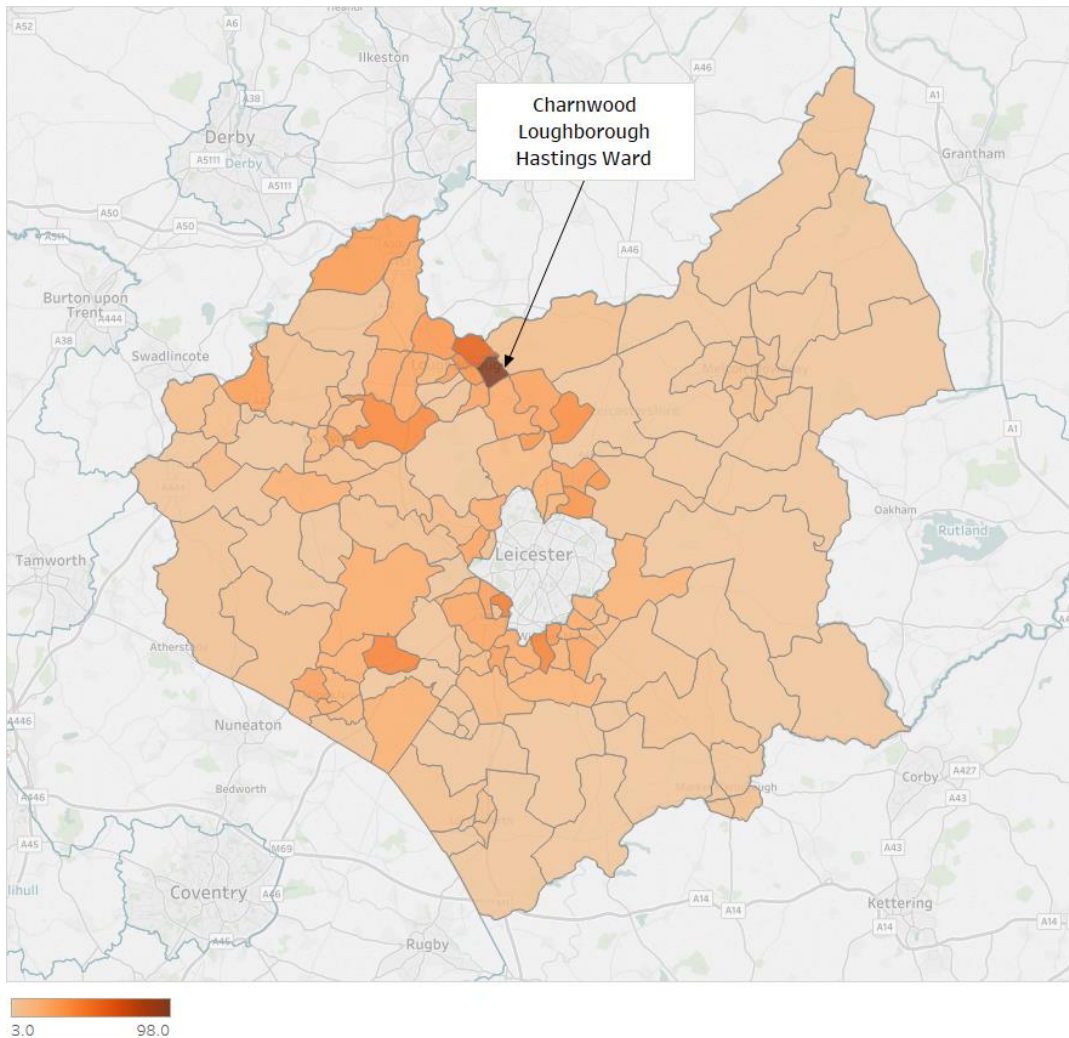 A52
A6
Ilkeston
A46
A38
Charnwood
Loughborough
Hastings Ward
A1
Derby
A5111
Derby
Grantham
A5111
A50
A50
A511
A46
Burton upon
Trent
A444
A38
Swadlincote
A1
Oakham
Leicester
Rutland
Tamworth
Nuneaton
A446
Corby
A427
Bedworth
A43
A446
M69
A45
A43
Coventry
A46
A14
Kettering
A14
A14
A14
Rugby
A45
3.0
98.0